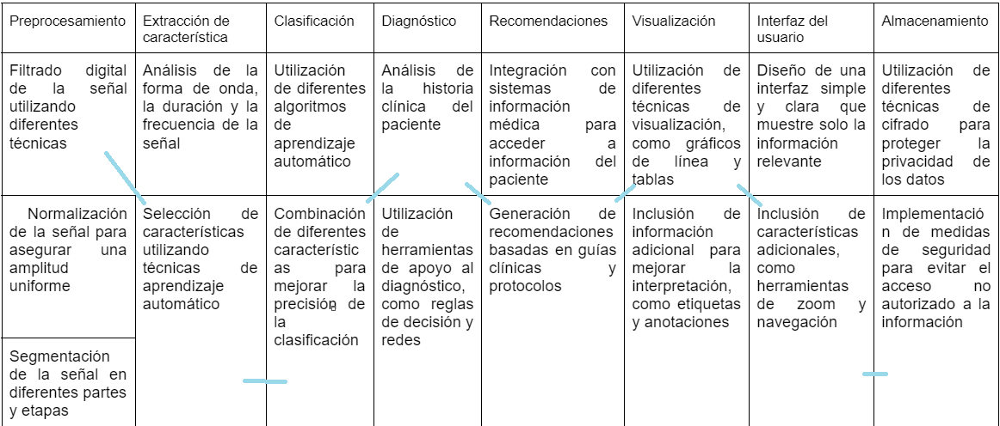 Preprocesamiento
Extracción de
característica
Clasificación
Diagnóstico
Recomendaciones
Visualización
Interfaz del
usuario
Almacenamiento
Filtrado digital
de la señal
utilizando
diferentes
técnicas
Análisis de la
forma de onda,
la duración y la
frecuencia de la
señal
Utilización
de diferentes
algoritmos
de
aprendizaje
automático
Análisis de
la historia
clínica del
paciente
Integración con
sistemas de
información
médica para
acceder a
información del
paciente
Utilización de
diferentes
técnicas de
visualización,
como gráficos
de línea y
tablas
Diseño de una
interfaz simple
y clara que
muestre solo la
información
relevante
Utilización de
diferentes
técnicas de
cifrado para
proteger la
privacidad de
los datos
Normalización
de la señal para
asegurar una
amplitud
uniforme
Selección de
características
utilizando
técnicas de
aprendizaje
automático
Combinación
de diferentes
característic
as para
mejorar la
precisión de
la
clasificación
Utilización
de
herramientas
de apoyo al
diagnóstico,
como reglas
de decisión y
redes
Generación de
recomendaciones
basadas en guías
clínicas y
protocolos
Inclusión de
información
adicional para
mejorar la
interpretación,
como etiquetas
y anotaciones
Inclusión de
características
adicionales,
como
herramientas
de zoom y
navegación
Implementació
n de medidas
de seguridad
para evitar el
acceso no
autorizado a la
información
Segmentación
de la señal en
diferentes partes
y etapas